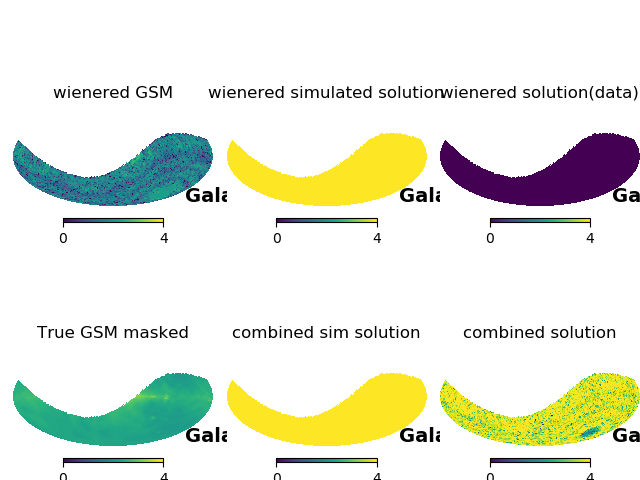 wienered GSM
wienered simulated solution
wienered solution(data)
Gala
Gala
Ga
0 4
0 4
0 4
True GSM masked
combined sim solution
combined solution
Gala
Gala
Ga
0 4
0 4
0 4